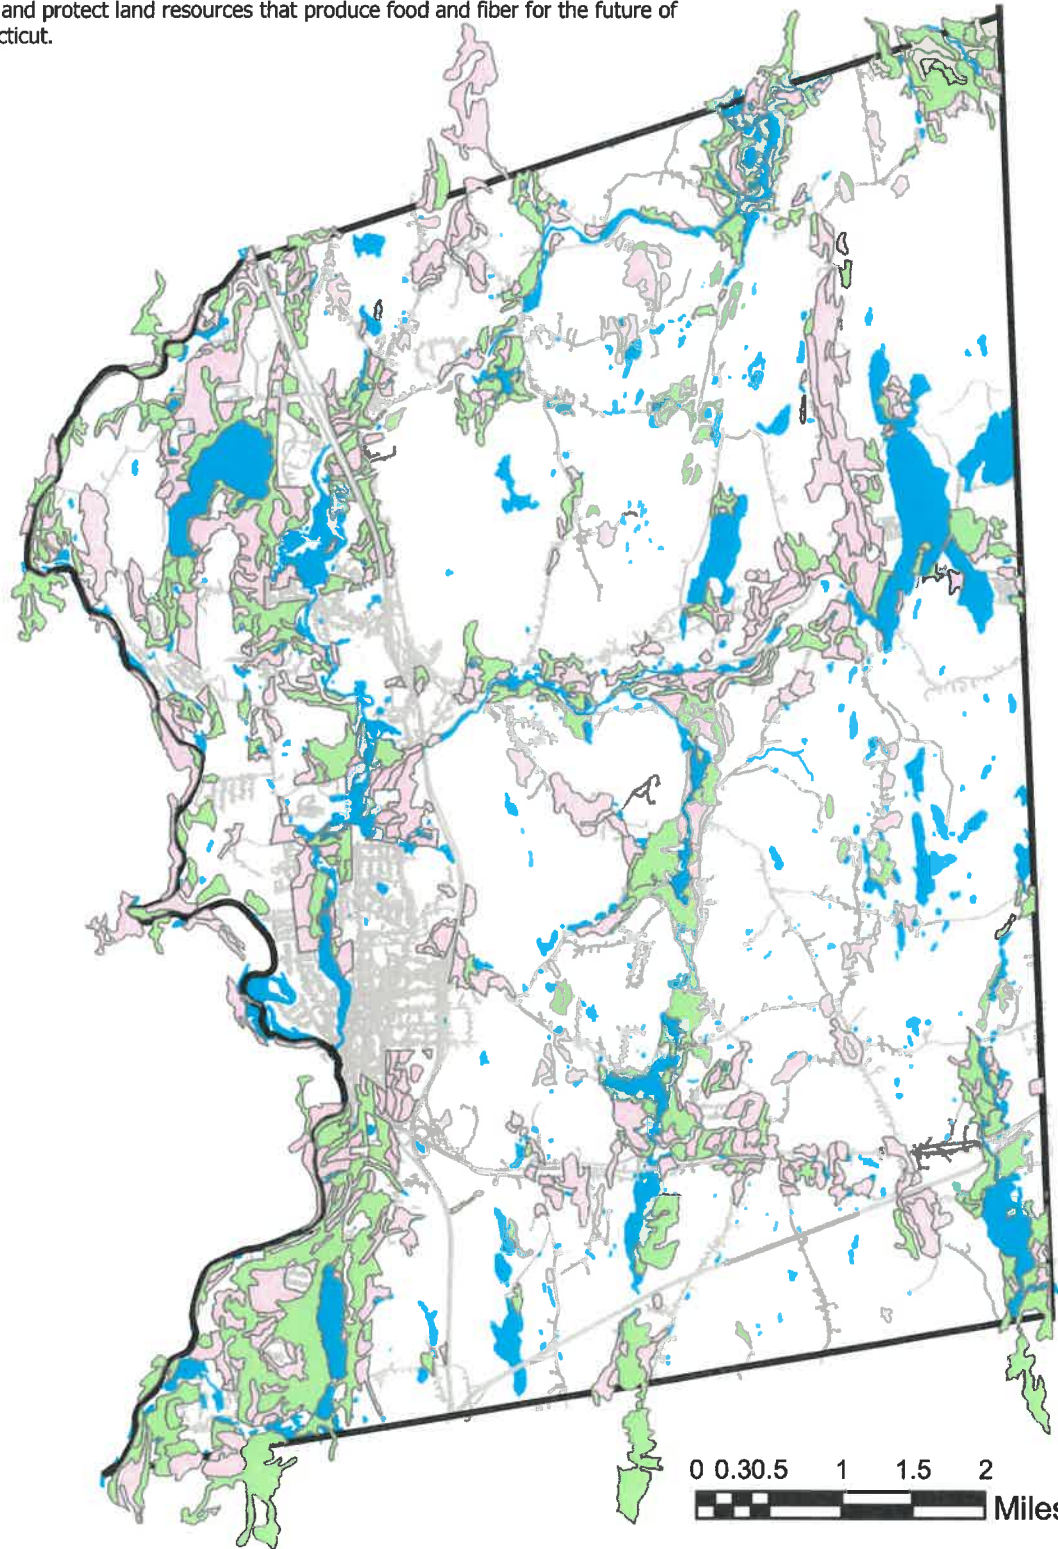 and protect land resources that produce food and fiber for the future of
cticut.
0 0.30.5 1 1.5 2
Miles